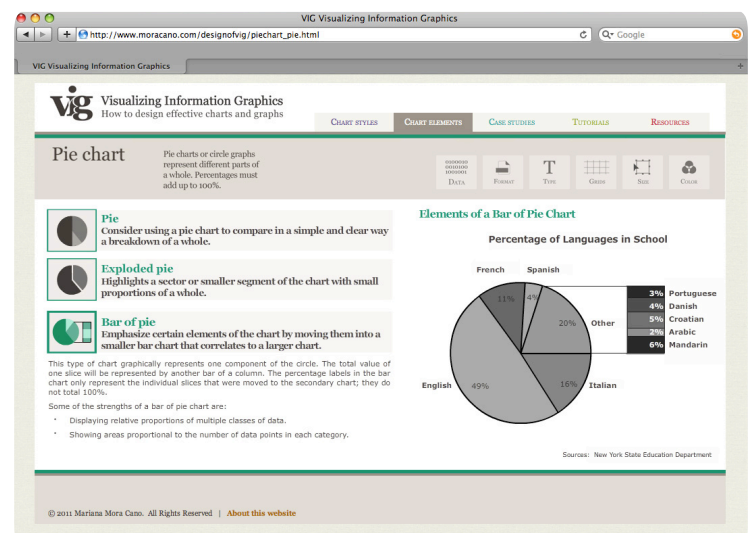 VIG Visualizing Information Graphics
http://www.moracano.com/designofvig/piechart_pie.html
Google
VIG Visualizing Information Graphics
vig
Visualizing Information Graphics
How to design effective charts and graphs
Chart styles
Chart elements
Case studies
Tutorials
Resources
Pie chart
Pie charts or circle graphs
represent different parts of
a whole. Percentages must
add up to 100%.
0100010
0010100
1001001
Data
Format
T
Type
Grids
Size
Color
Pie
Consider using a pie chart to compare in a simple and clear way
a breakdown of a whole.
Exploded pie
Highlights a sector or smaller segment of the chart with small
proportions of a whole.
Bar of pie
Emphasize certain elements of the chart by moving them into a
smaller bar chart that correlates to a larger chart.
This type of chart graphically represents one component of the circle. The total value of
one slice will be represented by another bar of a column. The percentage labels in the bar
chart only represent the individual slices that were moved to the secondary chart; they do
not total 100%.
Some of the strengths of a bar of pie chart are:
· Displaying relative proportions of multiple classes of data.
· Showing areas proportional to the number of data points in each category.
Elements of a Bar of Pie Chart
Percentage of Languages in School
French Spanish
11% 4%
20% Other
3% Portuguese
4% Danish
5% Croatian
2% Arabic
6% Mandarin
English 49%
16% Italian
Sources: New York State Education Department
© 2011 Mariana Mora Cano. All Rights Reserved | About this website